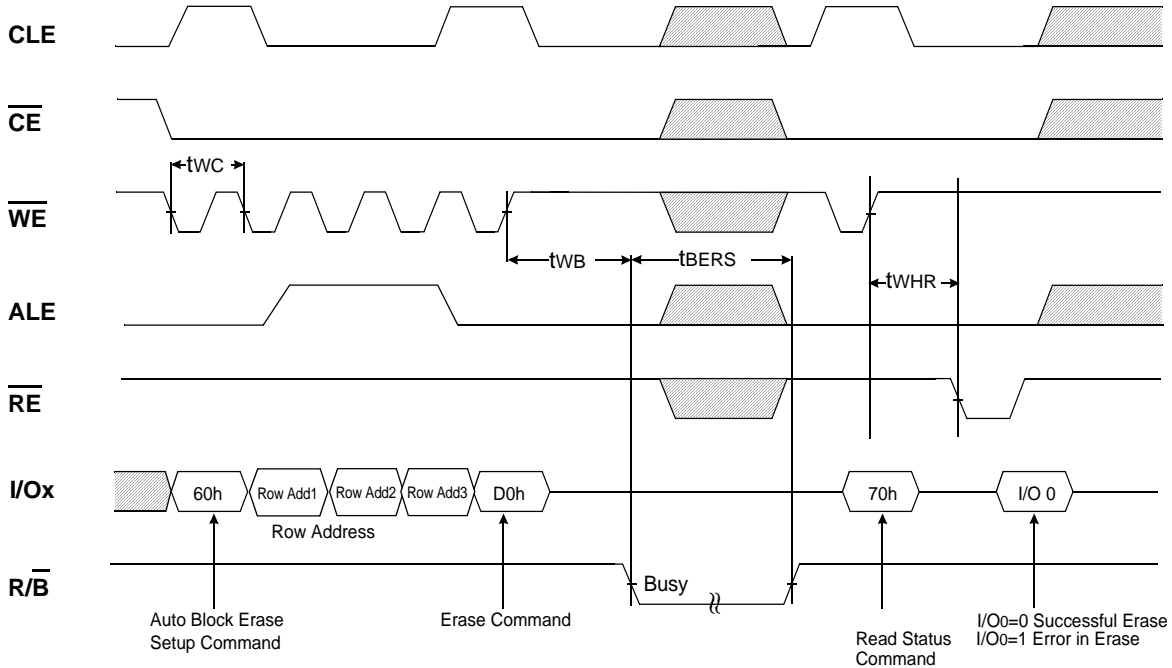 CLE
CE
tWC
WE
tWB
tBERS
tWHR
ALE
RE
I/Ox
60h
Row Add1
Row Add2
Row Add3
D0h
70h
I/O 0
Row Address
R/B
Busy
Auto Block Erase
Setup Command
Erase Command
Read Status
Command
I/O0=0 Successful Erase
I/O0=1 Error in Erase